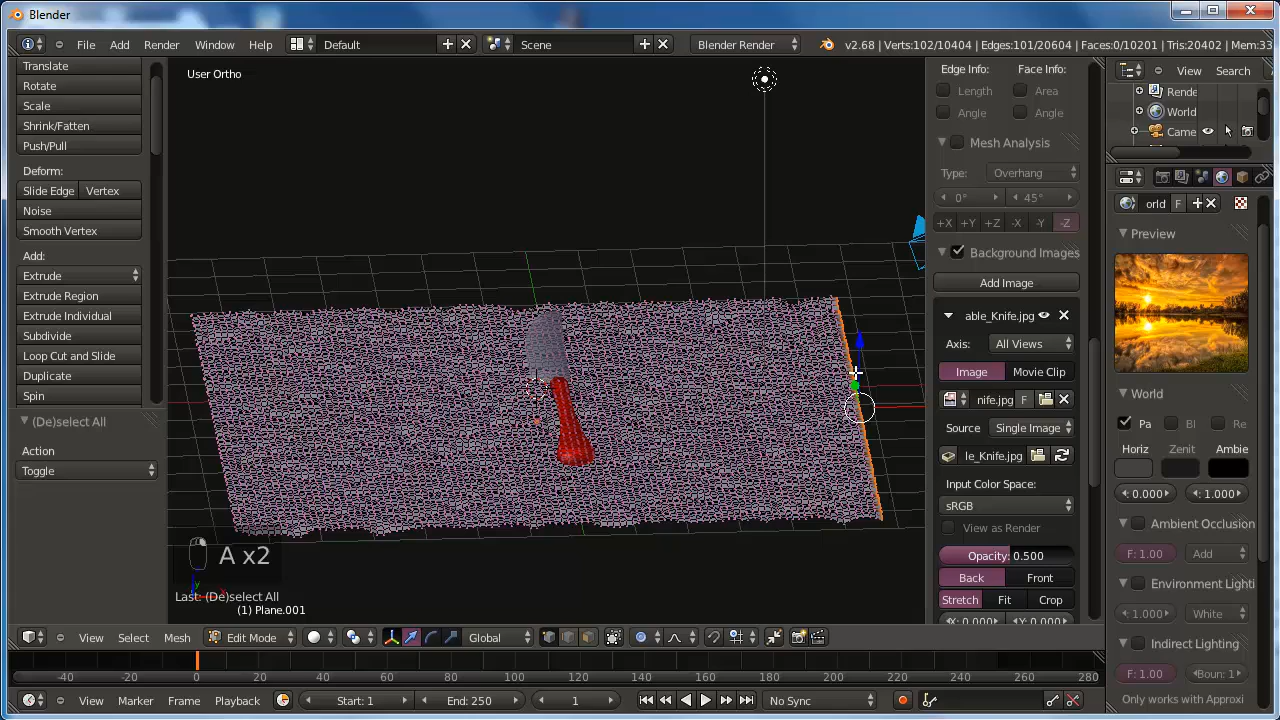 Blender
File Add Render Window Help Default Scene Blender Render v2.68 | Verts:102/10404 | Edges:101/20604 | Faces:0/10201 | Tris:20402 | Mem:33
Translate
Rotate
Scale
Shrink/Fatten
Push/Pull
Deform:
Slide Edge Vertex
Noise
Smooth Vertex
Add:
Extrude
Extrude Region
Extrude Individual
Subdivide
Loop Cut and Slide
Duplicate
Spin
(De)select All
Action
Toggle
User Ortho
A x2
Last: (De)select All
(1) Plane.001
Edge Info: Face Info:
Length Area
Angle Angle
Mesh Analysis
Type: Overhang
0° 45°
+X +Y +Z -X -Y -Z
Background Images
Add Image
able_Knife.jpg
Axis: All Views
Image Movie Clip
nife.jpg F
Source Single Image
le_Knife.jpg
Input Color Space:
sRGB
View as Render
Opacity: 0.500
Back Front
Stretch Fit Crop
X: 0.000 Y: 0.000
View Search
Rende
World
Came
orld F
Preview
World
Pa Bl Re
Horiz Zenit Ambie
0.000 1.000
Ambient Occlusion
F: 1.00 Add
Environment Lighti
1.000 White
Indirect Lighting
F: 1.00 Boun: 1
Only works with Approxi
View Select Mesh Edit Mode Global
-40 -20 0 20 40 60 80 100 120 140 160 180 200 220 240 260 280
View Marker Frame Playback Start: 1 End: 250 1 No Sync